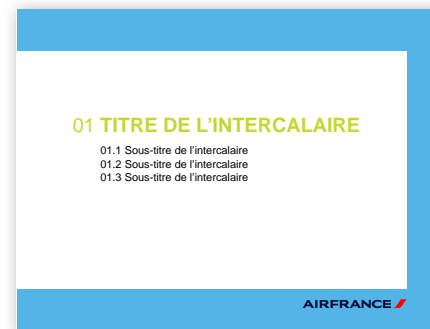 01 TITRE DE L'INTERCALAIRE
01.1 Sous-titre de l'intercalaire
01.2 Sous-titre de l'intercalaire
01.3 Sous-titre de l'intercalaire
AIRFRANCE